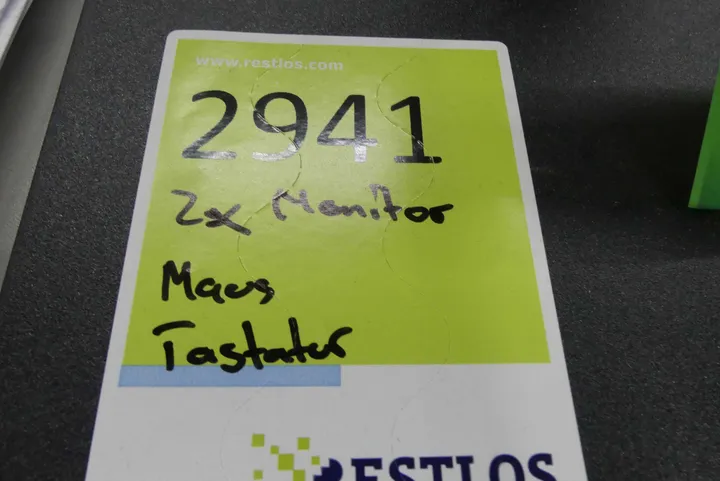 www.restlos.com
2941
2x Monitor
Maus
Tastatur
RESTLOS